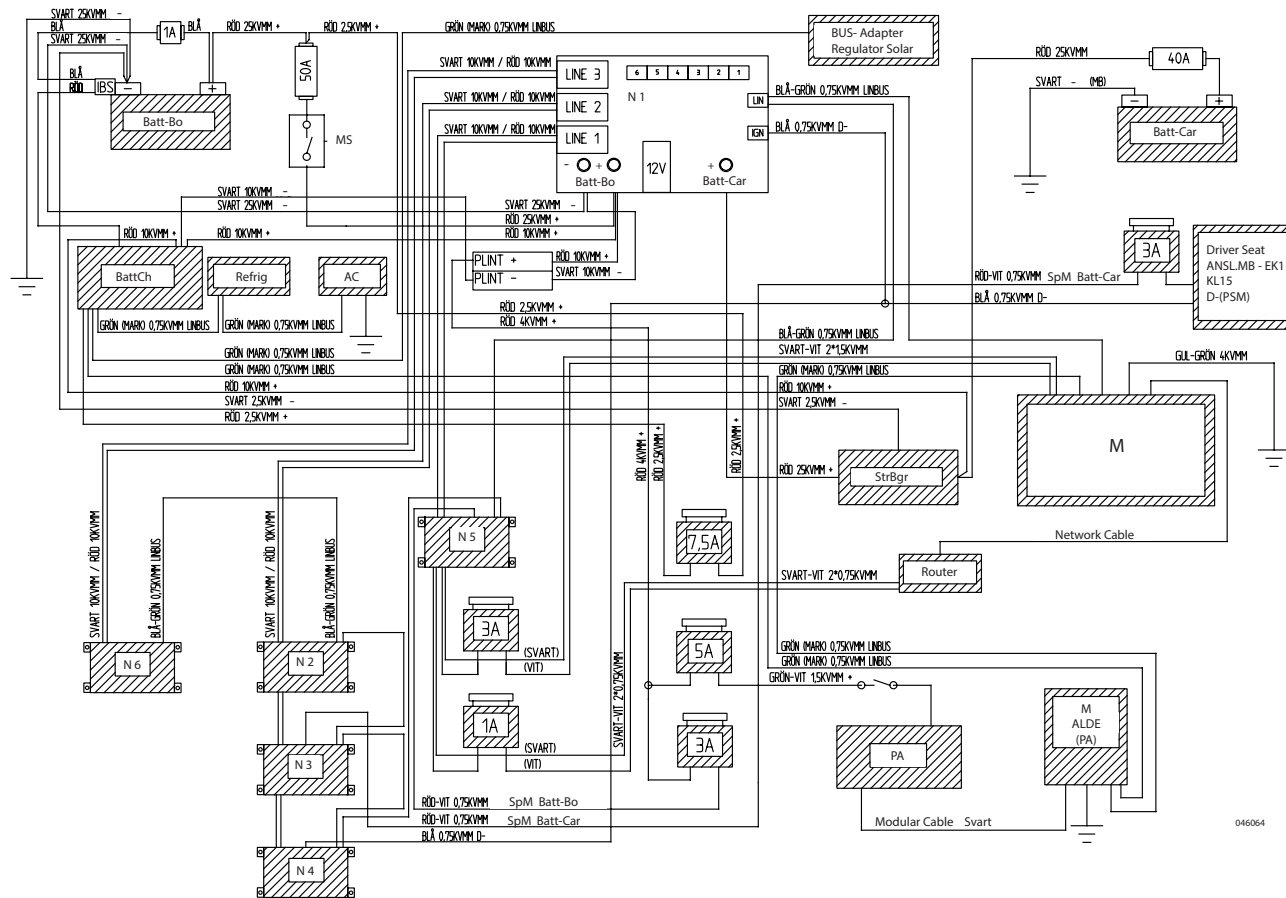 SVART 25KVMM -
BLÅ
SVART 25KVMM -
1A
BLÅ
RÖD 25KVMM +
RÖD 2,5KVMM +
GRÖN (MARK) 0,75KVMM LINBUS
BUS- Adapter
Regulator Solar
BLÅ
RÖD
IBS
-
+
Batt-Bo
50A
MS
SVART 10KVMM / RÖD 10KVMM
SVART 10KVMM / RÖD 10KVMM
SVART 10KVMM / RÖD 10KVMM
LINE 3
LINE 2
LINE 1
6 5 4 3 2 1
N 1
LIN
IGN
- +
Batt-Bo
12V
+
Batt-Car
BLÅ-GRÖN 0,75KVMM LINBUS
BLÅ 0,75KVMM D-
RÖD 25KVMM
40A
SVART - (MB)
-
+
Batt-Car
SVART 10KVMM -
SVART 25KVMM -
SVART 25KVMM -
RÖD 25KVMM +
RÖD 10KVMM +
RÖD 10KVMM +
RÖD 10KVMM +
BattCh
Refrig
AC
PLINT +
PLINT -
RÖD 10KVMM +
SVART 10KVMM -
3A
Driver Seat
ANSL.MB - EK1
KL15
D-(PSM)
RÖD-VIT 0,75KVMM SpM Batt-Car
BLÅ 0,75KVMM D-
RÖD 2,5KVMM +
RÖD 4KVMM +
GRÖN (MARK) 0,75KVMM LINBUS
GRÖN (MARK) 0,75KVMM LINBUS
GRÖN (MARK) 0,75KVMM LINBUS
GRÖN (MARK) 0,75KVMM LINBUS
RÖD 10KVMM +
SVART 2,5KVMM -
RÖD 2,5KVMM +
BLÅ-GRÖN 0,75KVMM LINBUS
SVART-VIT 2*1,5KVMM
GRÖN (MARK) 0,75KVMM LINBUS
RÖD 10KVMM +
SVART 2,5KVMM -
GUL-GRÖN 4KVMM
M
RÖD 4KVMM +
RÖD 2,5KVMM +
RÖD 2,5KVMM +
RÖD 25KVMM +
StrBgr
N 5
7,5A
Network Cable
SVART-VIT 2*0,75KVMM
Router
SVART 10KVMM / RÖD 10KVMM
BLÅ-GRÖN 0,75KVMM LINBUS
SVART 10KVMM / RÖD 10KVMM
BLÅ-GRÖN 0,75KVMM LINBUS
3A
(SVART)
(VIT)
5A
GRÖN (MARK) 0,75KVMM LINBUS
GRÖN (MARK) 0,75KVMM LINBUS
GRÖN-VIT 1,5KVMM +
N 6
N 2
SVART-VIT 2*0,75KVMM
1A
(SVART)
(VIT)
3A
PA
M
ALDE
(PA)
N 3
RÖD-VIT 0,75KVMM SpM Batt-Bo
RÖD-VIT 0,75KVMM SpM Batt-Car
BLÅ 0,75KVMM D-
Modular Cable Svart
046064
N 4